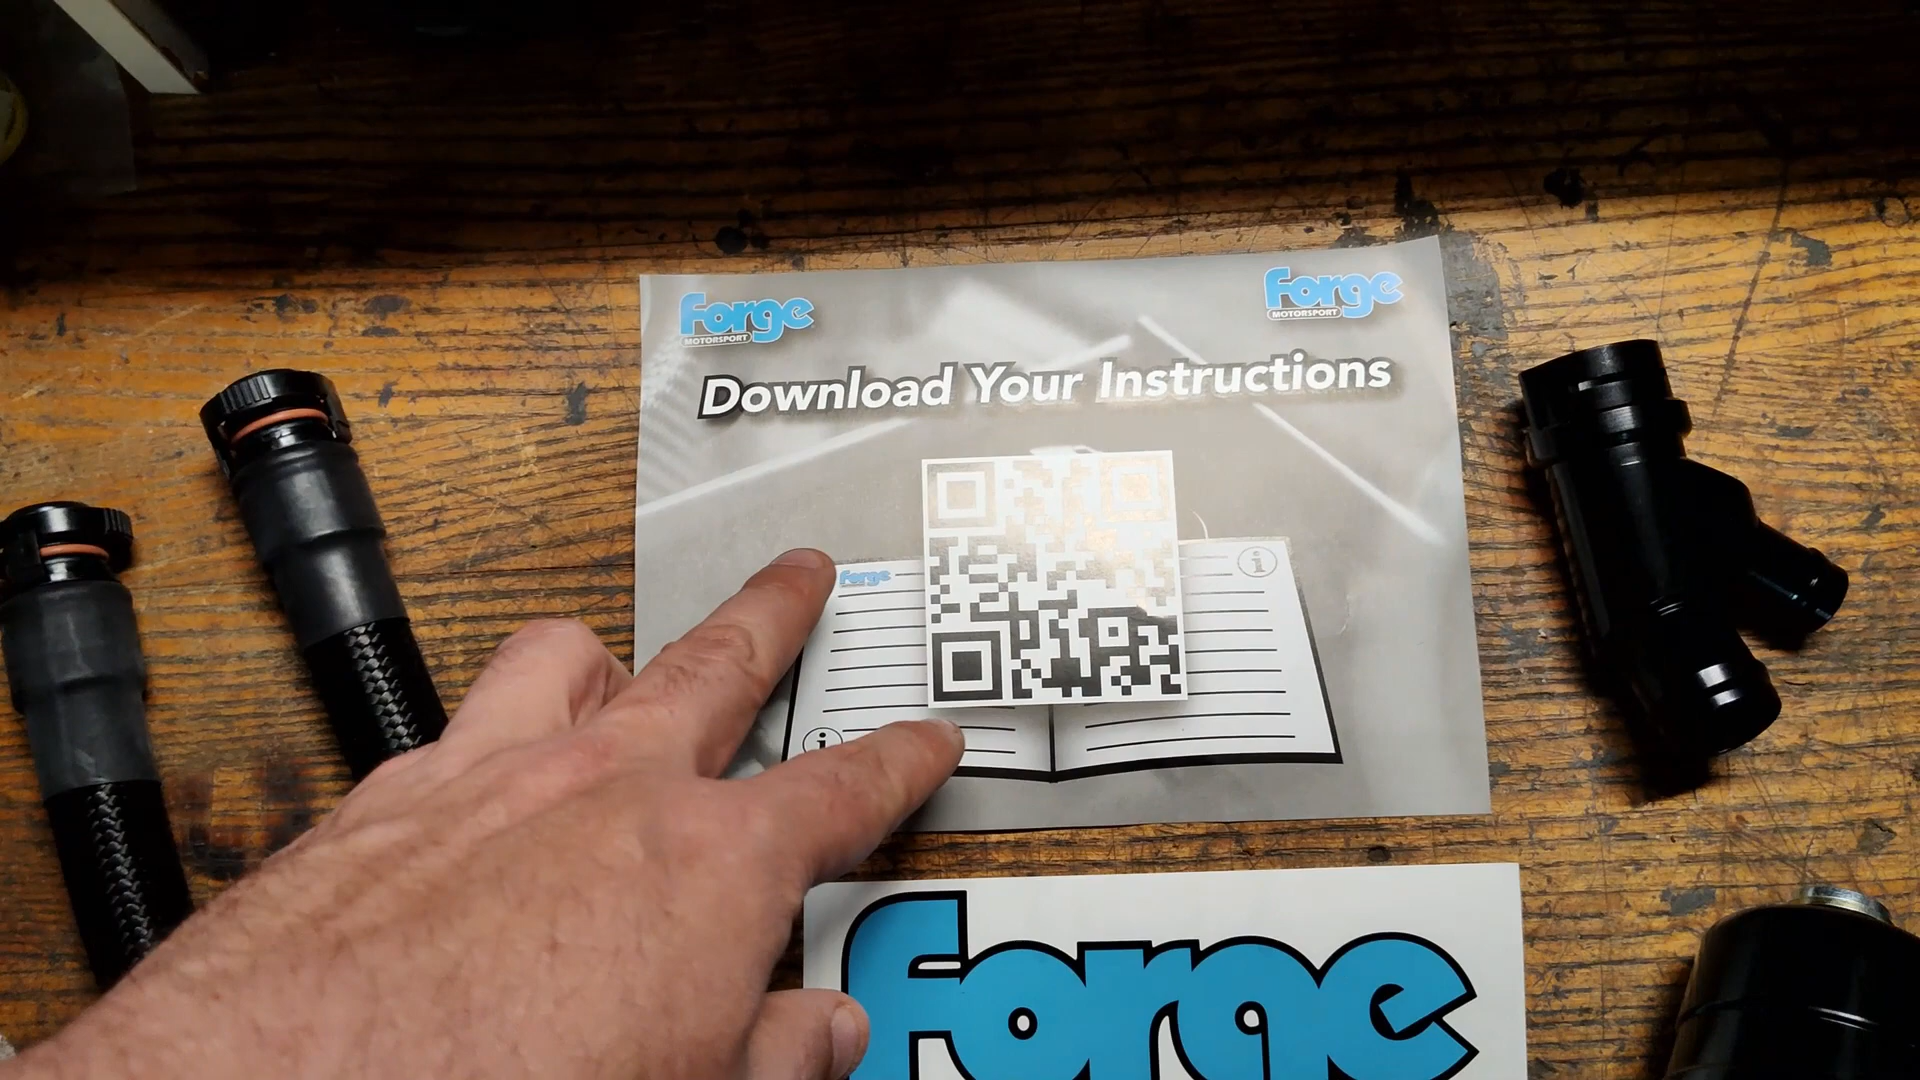 Forge
MOTORSPORT
Forge
MOTORSPORT
Download Your Instructions
Forge
i
i
Forge